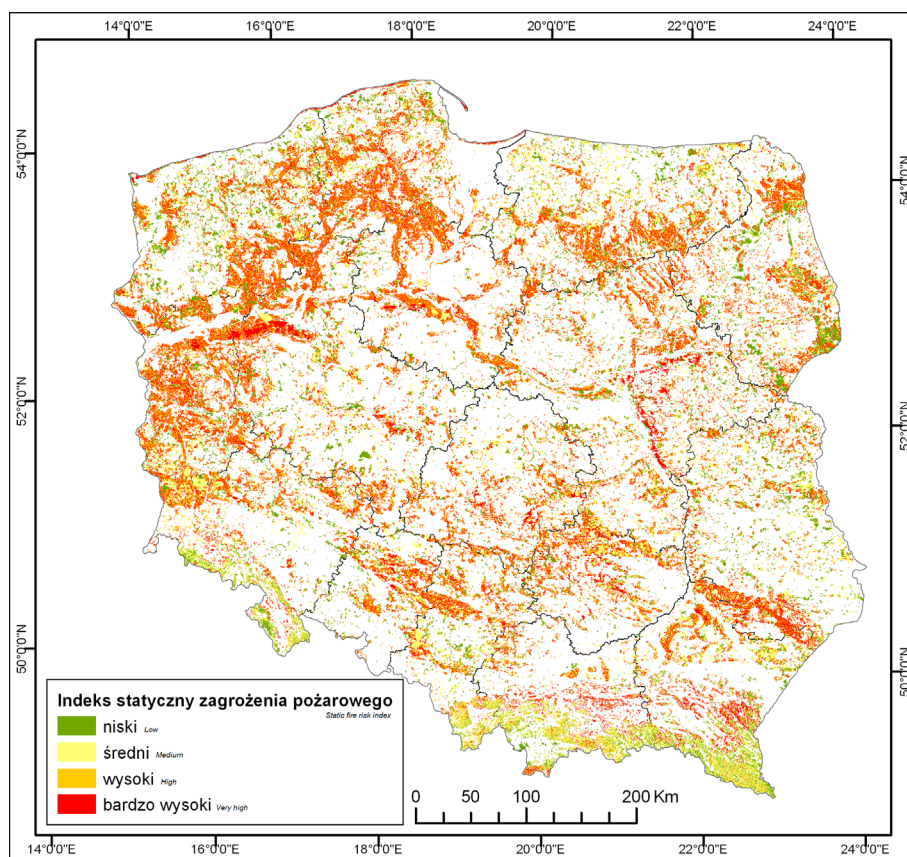 14°0'0"E 16°0'0"E 18°0'0"E 20°0'0"E 22°0'0"E 24°0'0"E
54°0'0"N 54°0'0"N
52°0'0"N 52°0'0"N
50°0'0"N 50°0'0"N
Indeks statyczny zagrożenia pożarowego
Static fire risk index
niski Low
średni Medium
wysoki High
bardzo wysoki Very high
0 50 100 200 Km
14°0'0"E 16°0'0"E 18°0'0"E 20°0'0"E 22°0'0"E 24°0'0"E